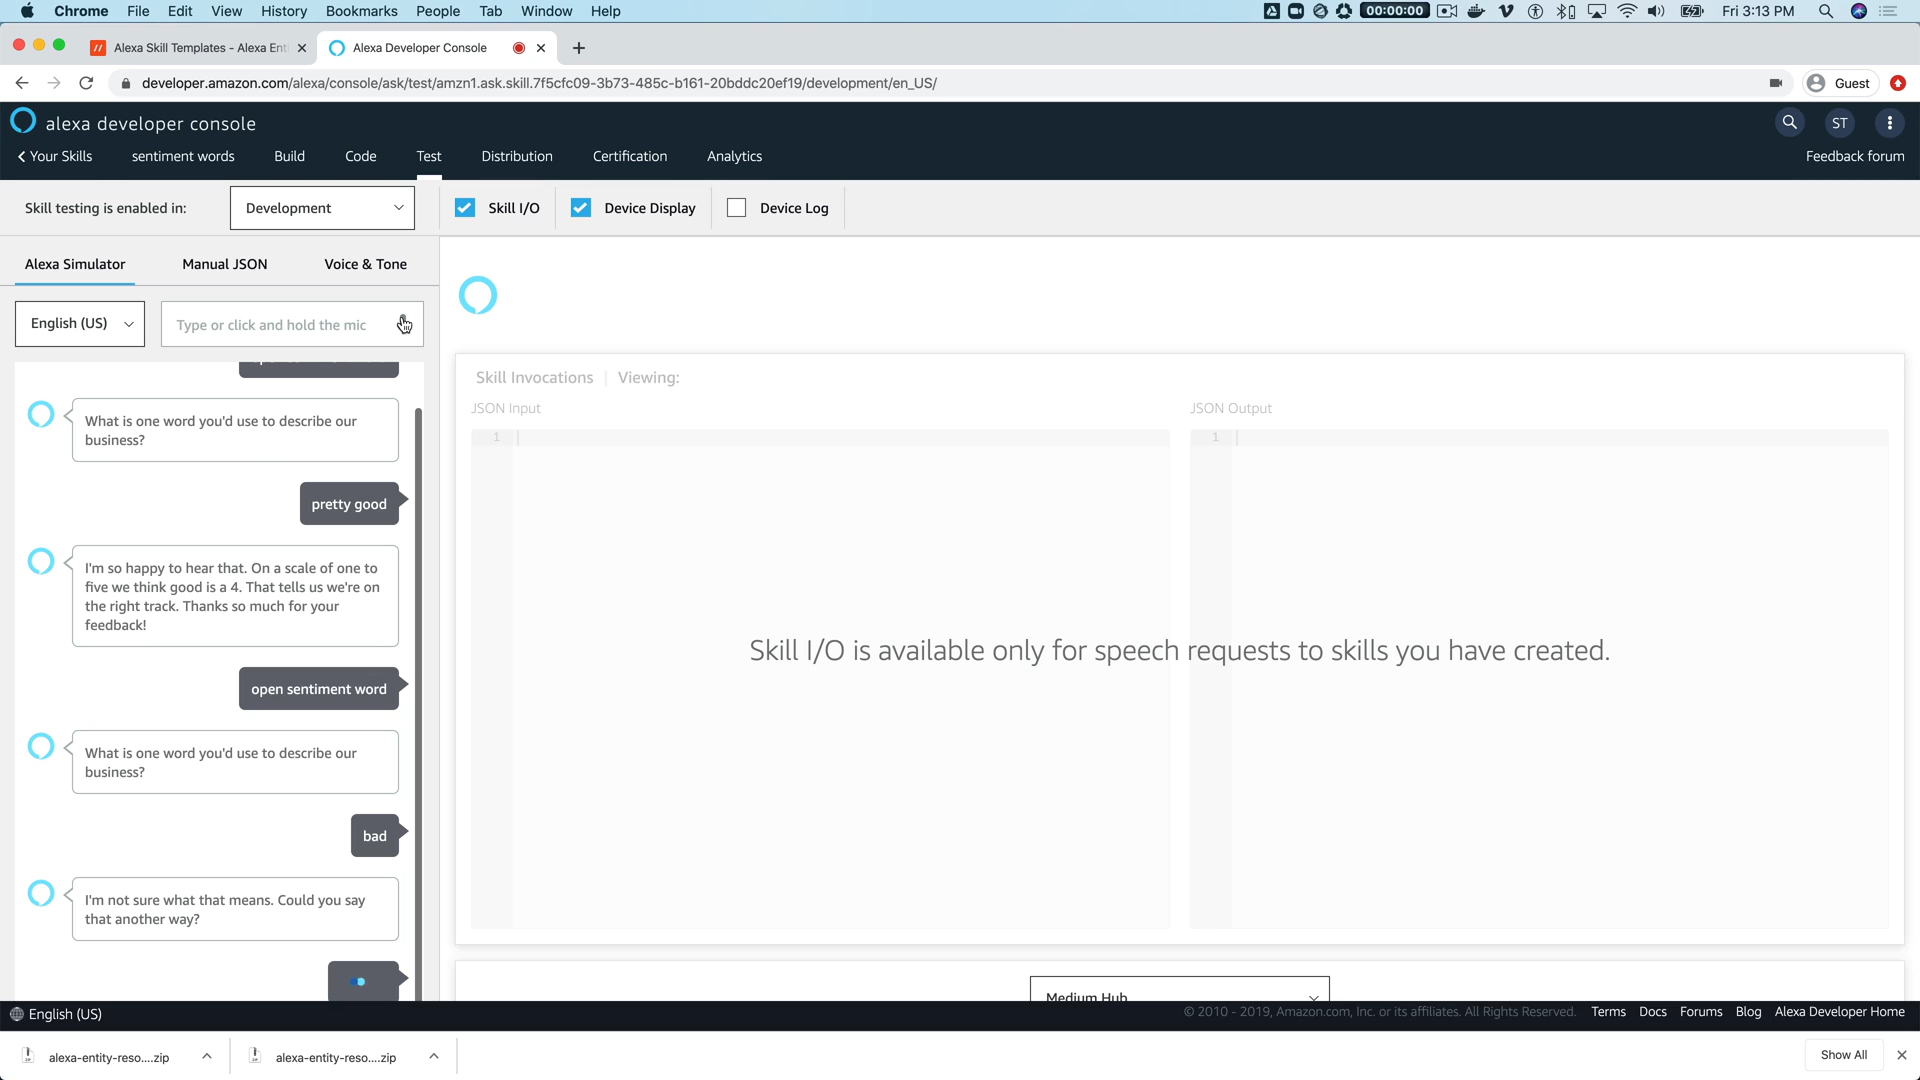 Chrome File Edit View History Bookmarks People Tab Window Help 00:00:00 Fri 3:13 PM
Alexa Skill Templates - Alexa Ent Alexa Developer Console
developer.amazon.com/alexa/console/ask/test/amzn1.ask.skill.7f5cfc09-3b73-485c-b161-20bddc20ef19/development/en_US/ Guest
alexa developer console ST
Your Skills sentiment words Build Code Test Distribution Certification Analytics Feedback forum
Skill testing is enabled in: Development Skill I/O Device Display Device Log
Alexa Simulator Manual JSON Voice & Tone
English (US) Type or click and hold the mic
Skill Invocations | Viewing:
JSON Input JSON Output
1 1
What is one word you'd use to describe our
business?
pretty good
I'm so happy to hear that. On a scale of one to
five we think good is a 4. That tells us we're on
the right track. Thanks so much for your
feedback!
Skill I/O is available only for speech requests to skills you have created.
open sentiment word
What is one word you'd use to describe our
business?
bad
I'm not sure what that means. Could you say
that another way?
Medium Hub
English (US) © 2010 - 2019, Amazon.com, Inc. or its affiliates. All Rights Reserved. Terms Docs Forums Blog Alexa Developer Home
alexa-entity-reso....zip alexa-entity-reso....zip Show All